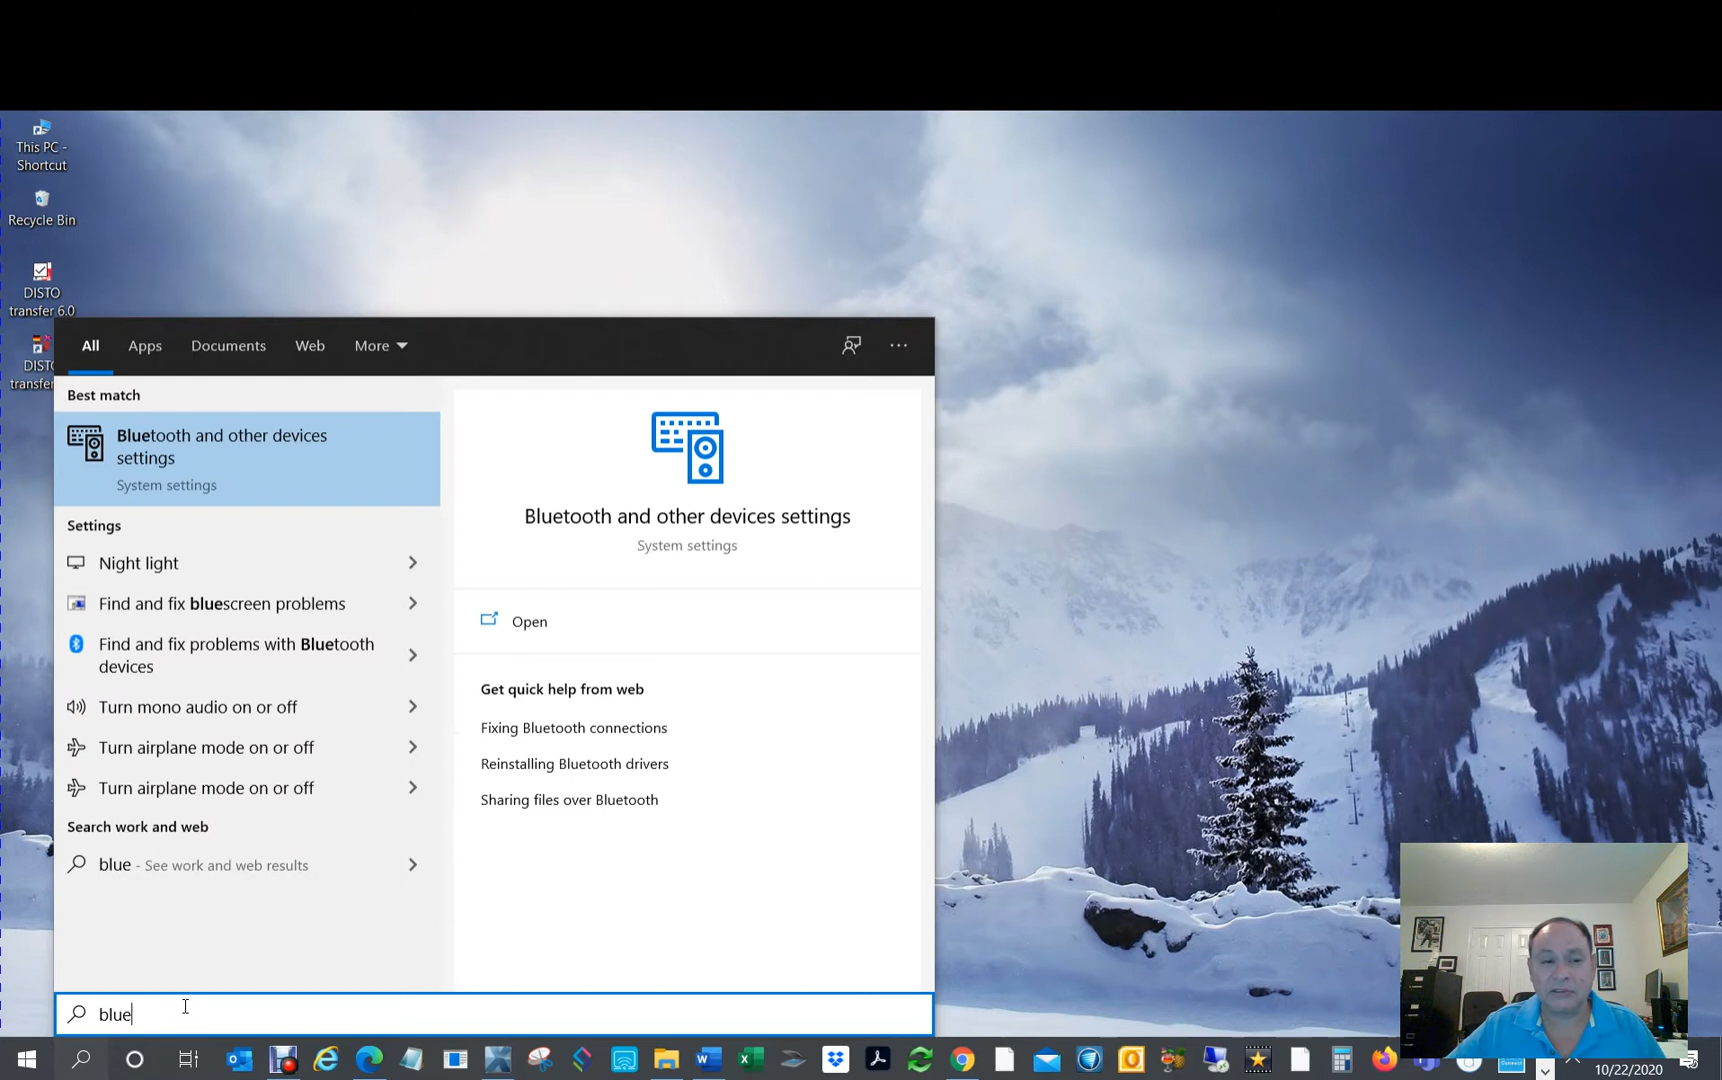 This PC -
Shortcut
Recycle Bin
DISTO
transfer 6.0
DISTO
transfer
All Apps Documents Web More
Best match
Bluetooth and other devices
settings
System settings
Settings
Night light
Find and fix bluescreen problems
Find and fix problems with Bluetooth
devices
Turn mono audio on or off
Turn airplane mode on or off
Turn airplane mode on or off
Search work and web
blue - See work and web results
Bluetooth and other devices settings
System settings
Open
Get quick help from web
Fixing Bluetooth connections
Reinstalling Bluetooth drivers
Sharing files over Bluetooth
blue
10/22/2020